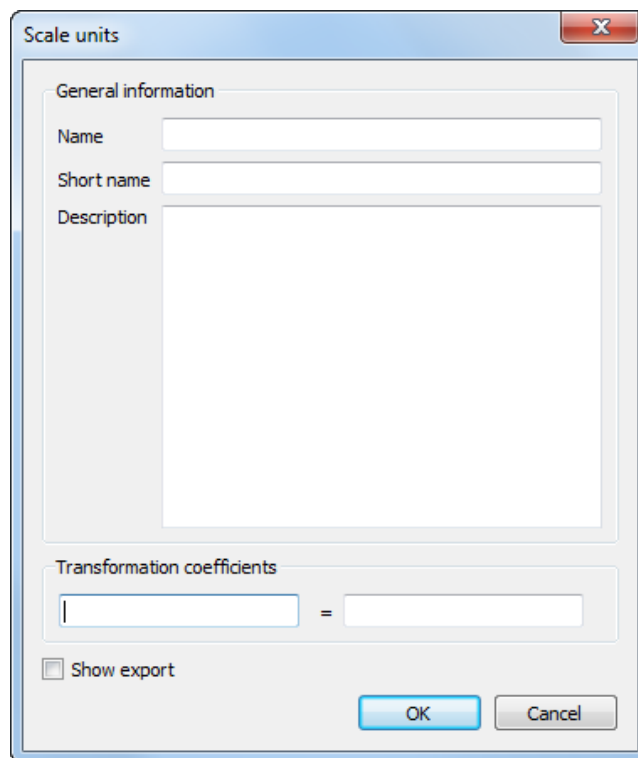 Scale units
General information
Name
Short name
Description
Transformation coefficients
=
Show export
OK Cancel